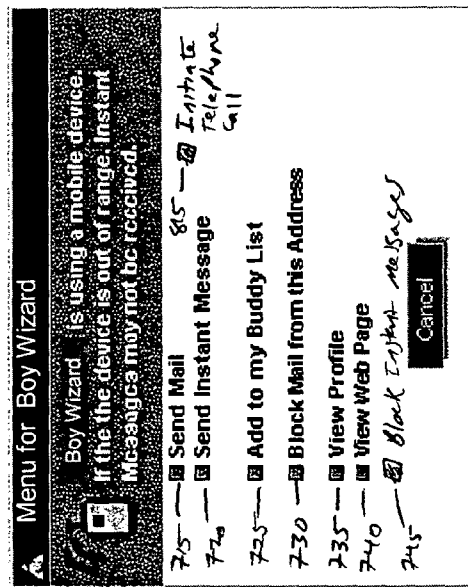 Menu for Boy Wizard
Boy Wizard is using a mobile device.
If the the device is out of range, Instant
Messages may not be received.
715 Send Mail
815 Initiate
Telephone
Call
720 Send Instant Message
725 Add to my Buddy List
730 Block Mail from this Address
735 View Profile
740 View Web Page
745 Block Instant Messages
Cancel